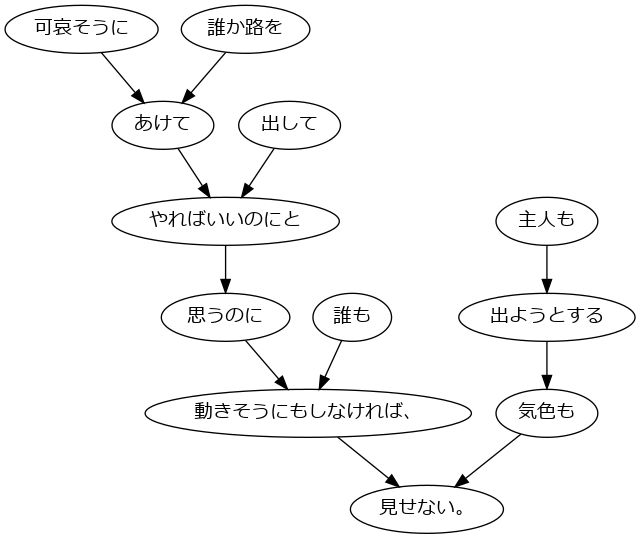 可哀そうに
誰か路を
あけて
出して
やればいいのにと
主人も
思うのに
誰も
出ようとする
動きそうにもしなければ、
気色も
見せない。